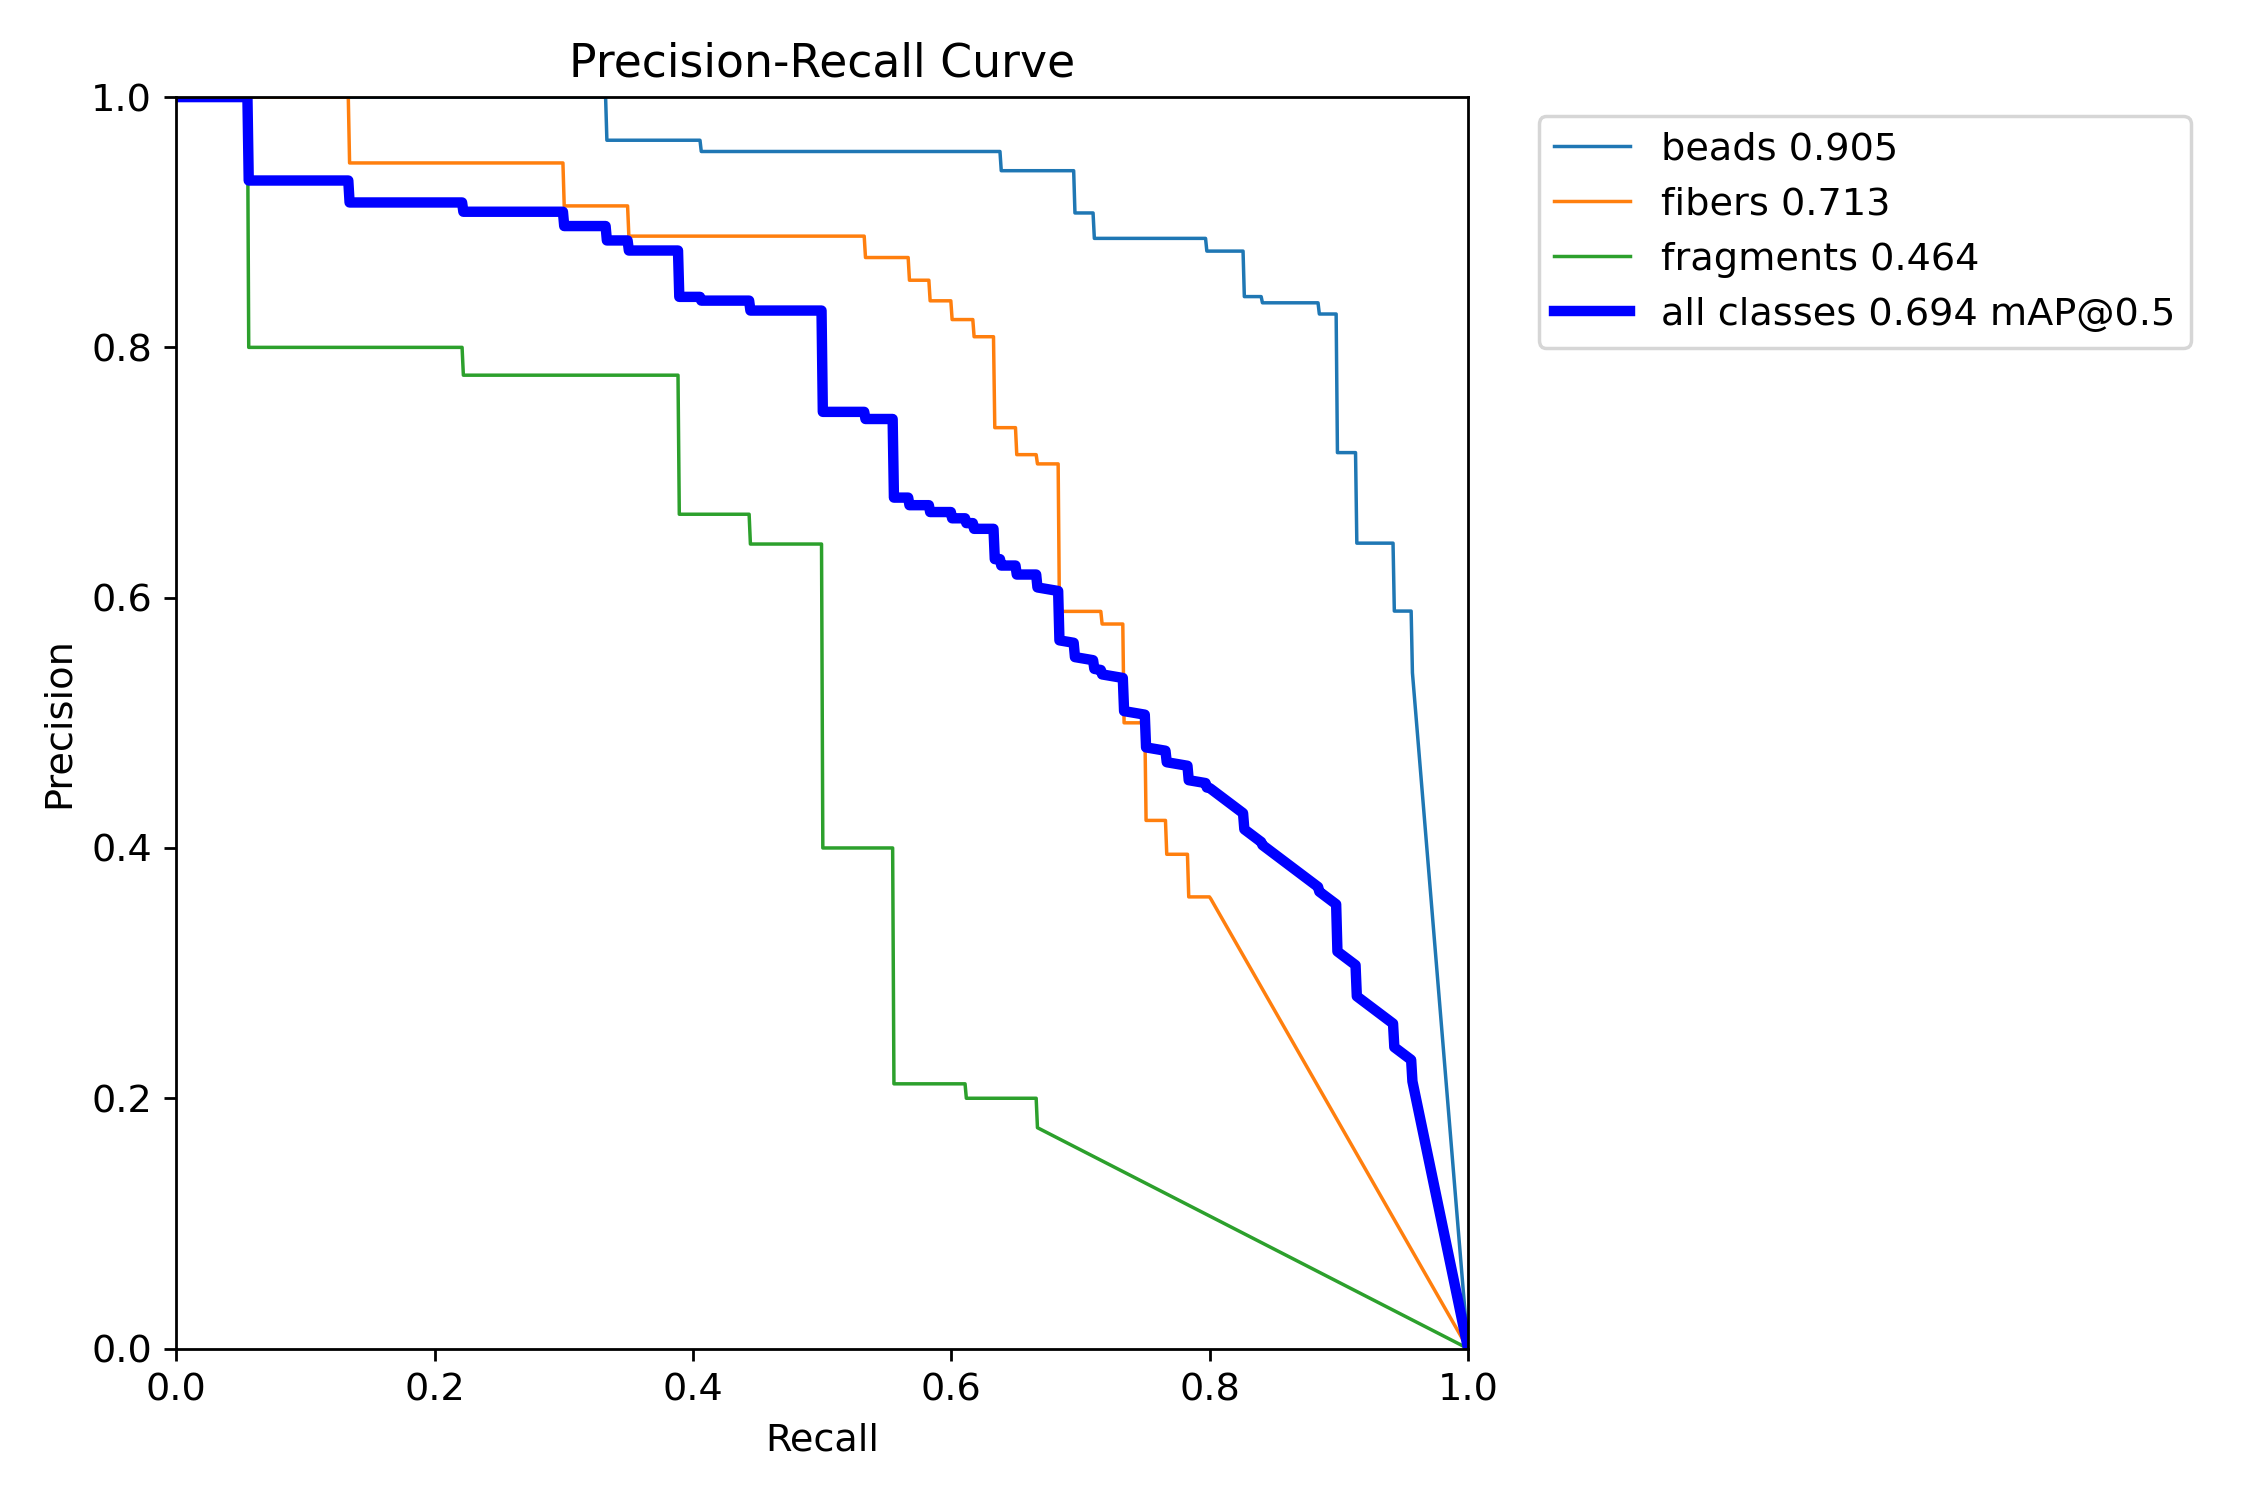 Precision-Recall Curve
1.0
0.8
0.6
0.4
0.2
0.0
Precision
0.0 0.2 0.4 0.6 0.8 1.0
Recall
beads 0.905
fibers 0.713
fragments 0.464
all classes 0.694 mAP@0.5